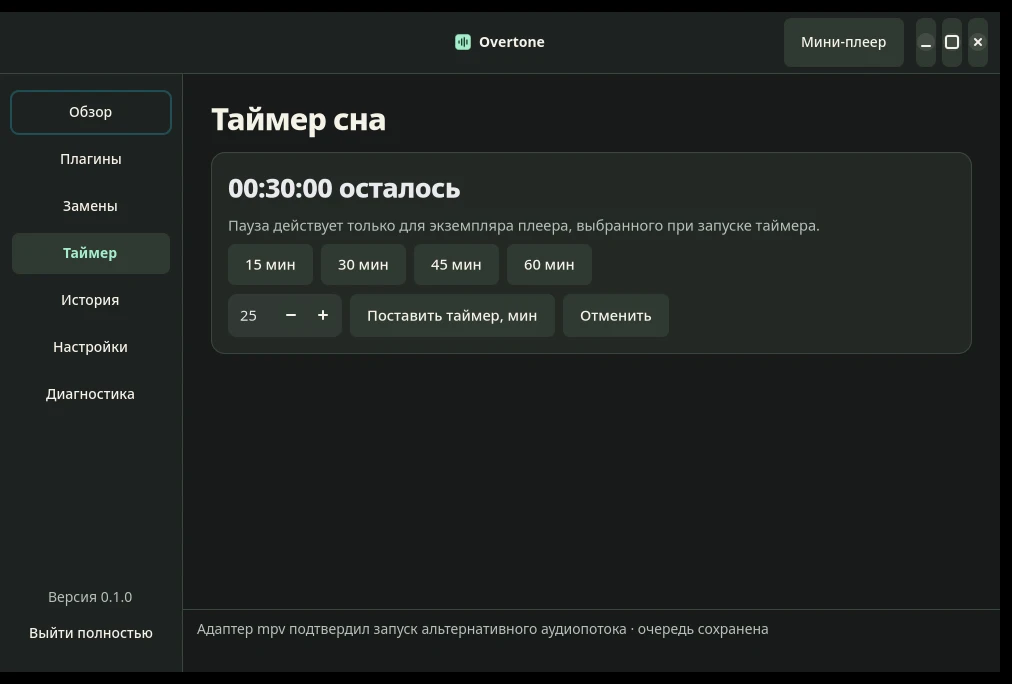 Overtone
Мини-плеер
Обзор
Плагины
Замены
Таймер
История
Настройки
Диагностика
Версия 0.1.0
Выйти полностью
Таймер сна
00:30:00 осталось
Пауза действует только для экземпляра плеера, выбранного при запуске таймера.
15 мин 30 мин 45 мин 60 мин
25 − + Поставить таймер, мин Отменить
Адаптер mpv подтвердил запуск альтернативного аудиопотока · очередь сохранена